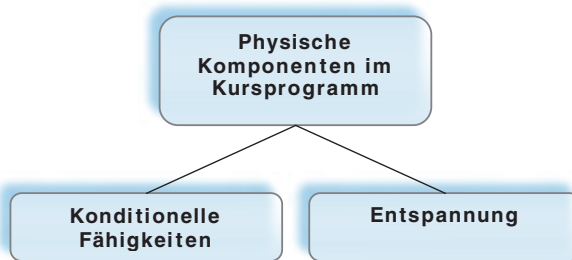 Physische
Komponenten im
Kursprogramm
Konditionelle
Fähigkeiten
Entspannung